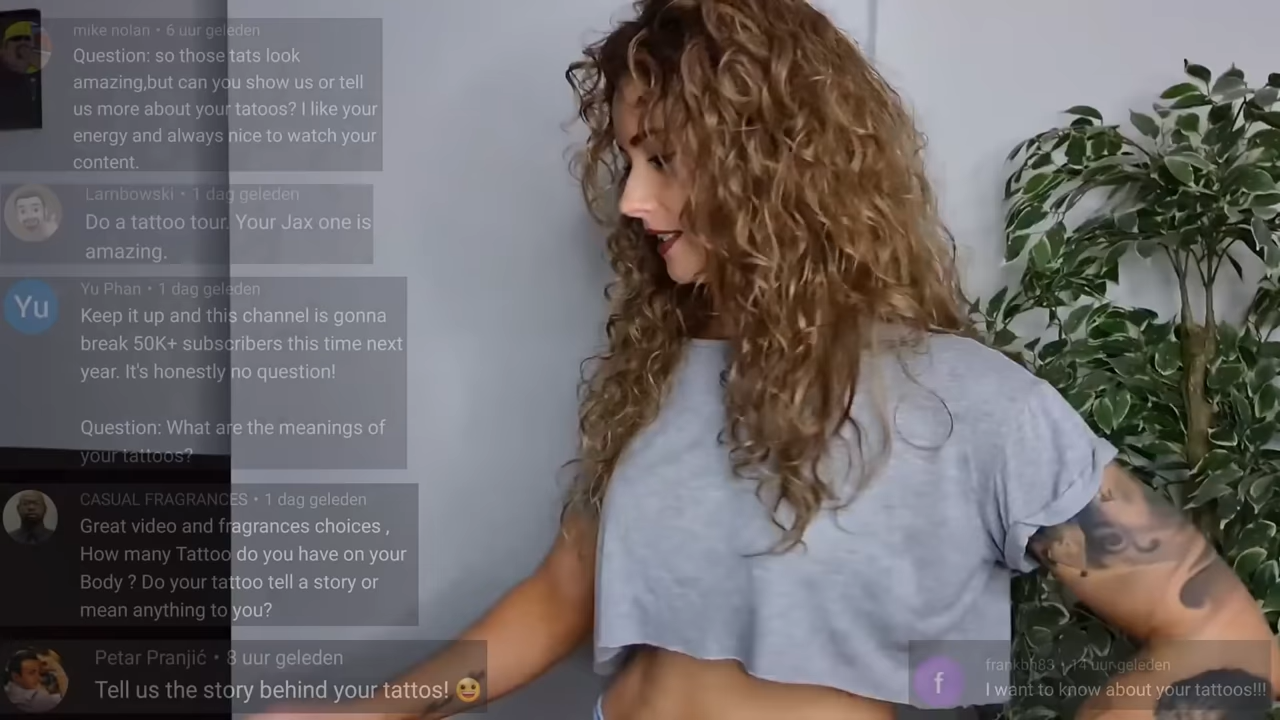 mike nolan • 6 uur geleden
Question: so those tats look
amazing,but can you show us or tell
us more about your tatoos? I like your
energy and always nice to watch your
content.
Larnbowski • 1 dag geleden
Do a tattoo tour. Your Jax one is
amazing.
Yu
Yu Phan • 1 dag geleden
Keep it up and this channel is gonna
break 50K+ subscribers this time next
year. It's honestly no question!
Question: What are the meanings of
your tattoos?
CASUAL FRAGRANCES • 1 dag geleden
Great video and fragrances choices ,
How many Tattoo do you have on your
Body ? Do your tattoo tell a story or
mean anything to you?
Petar Pranjić • 8 uur geleden
Tell us the story behind your tattos! 😀
f
frankbh83 • 14 uur geleden
I want to know about your tattoos!!!